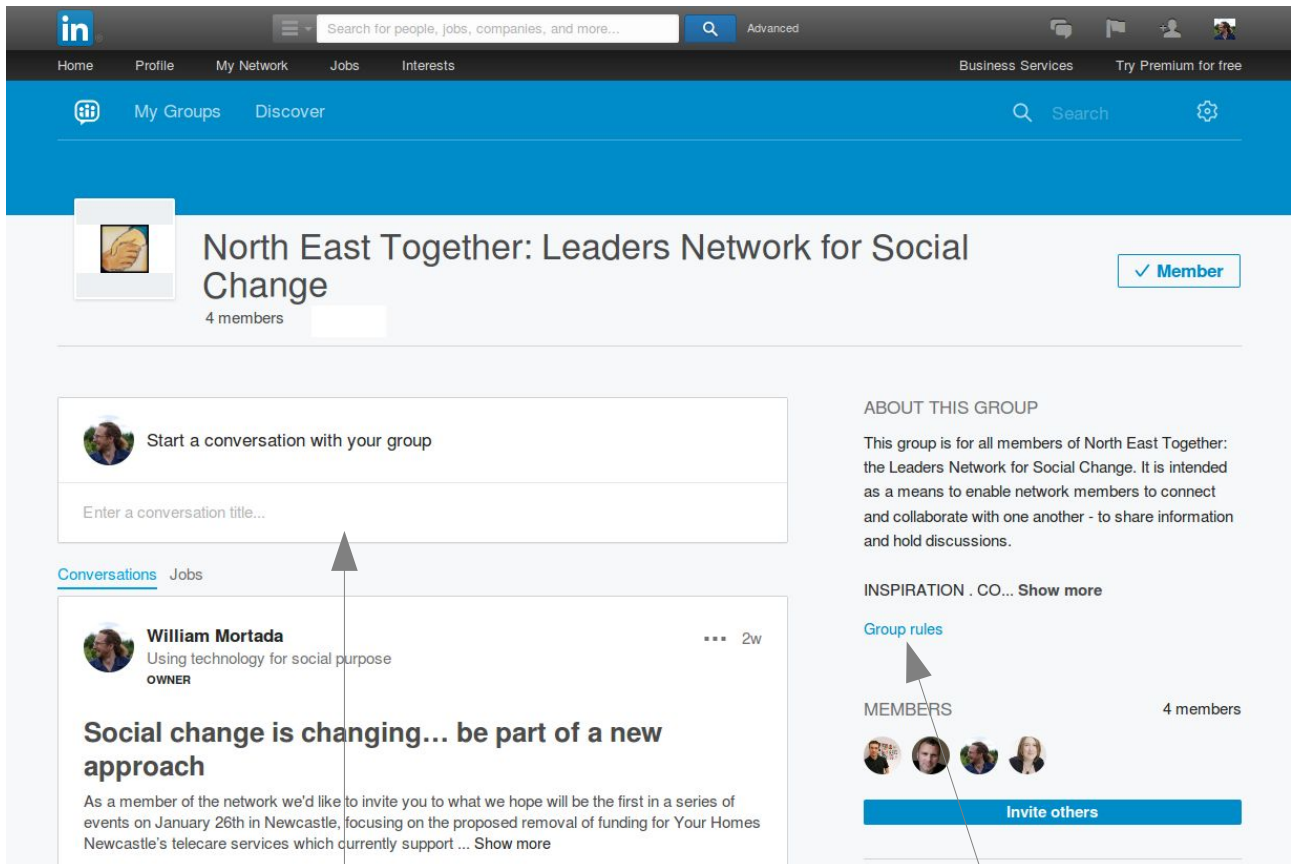 in
Search for people, jobs, companies, and more...
Advanced
Home Profile My Network Jobs Interests Business Services Try Premium for free
My Groups Discover Search
North East Together: Leaders Network for Social
Change
4 members
✓ Member
Start a conversation with your group
Enter a conversation title...
Conversations Jobs
William Mortada
Using technology for social purpose
OWNER
... 2w
Social change is changing… be part of a new
approach
As a member of the network we'd like to invite you to what we hope will be the first in a series of
events on January 26th in Newcastle, focusing on the proposed removal of funding for Your Homes
Newcastle's telecare services which currently support ... Show more
ABOUT THIS GROUP
This group is for all members of North East Together:
the Leaders Network for Social Change. It is intended
as a means to enable network members to connect
and collaborate with one another - to share information
and hold discussions.
INSPIRATION . CO... Show more
Group rules
MEMBERS 4 members
Invite others